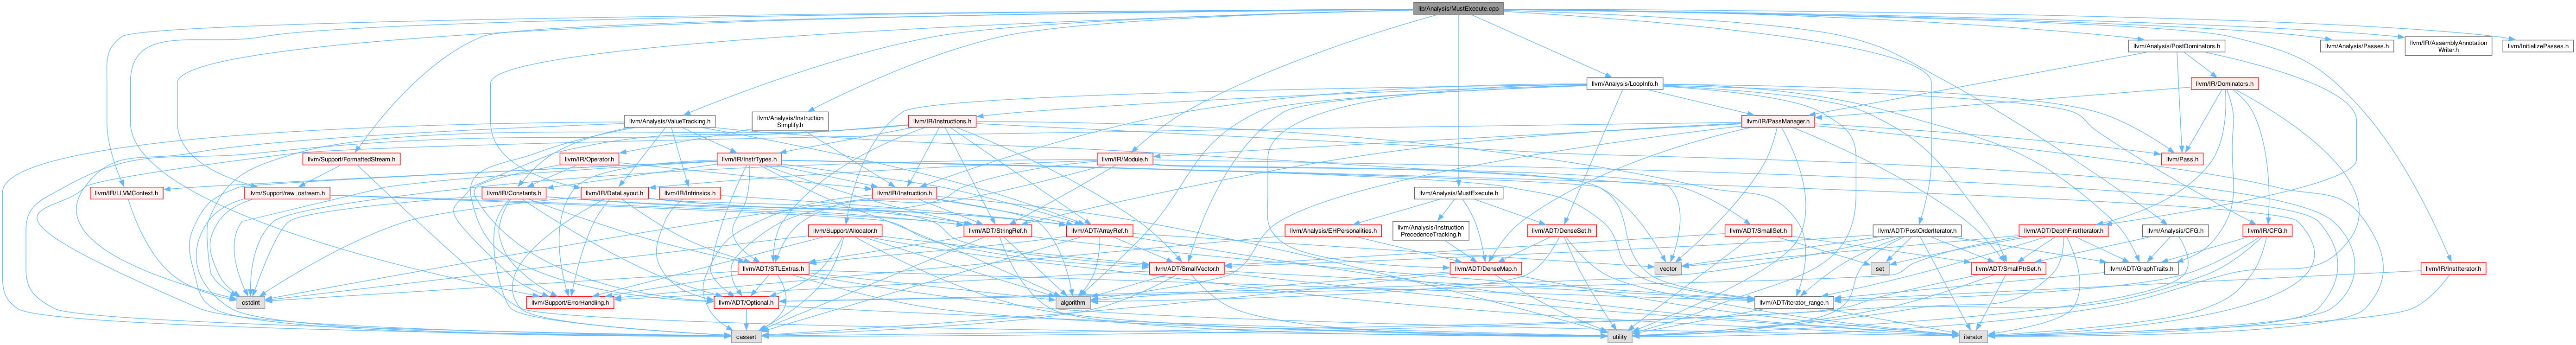 lib/Analysis/MustExecute.cpp
llvm/Analysis/PostDominators.h
llvm/Analysis/Passes.h
llvm/IR/AssemblyAnnotation
Writer.h
llvm/InitializePasses.h
llvm/Analysis/LoopInfo.h
llvm/IR/Dominators.h
llvm/Analysis/ValueTracking.h
llvm/Analysis/Instruction
Simplify.h
llvm/IR/Instructions.h
llvm/IR/PassManager.h
llvm/Support/FormattedStream.h
llvm/IR/Operator.h
llvm/IR/InstrTypes.h
llvm/IR/Module.h
llvm/Pass.h
llvm/IR/LLVMContext.h
llvm/Support/raw_ostream.h
llvm/IR/Constants.h
llvm/IR/DataLayout.h
llvm/IR/Intrinsics.h
llvm/IR/Instruction.h
llvm/Analysis/MustExecute.h
llvm/Support/Allocator.h
llvm/ADT/StringRef.h
llvm/ADT/ArrayRef.h
llvm/Analysis/EHPersonalities.h
llvm/Analysis/Instruction
PrecedenceTracking.h
llvm/ADT/DenseSet.h
llvm/ADT/SmallSet.h
llvm/ADT/PostOrderIterator.h
llvm/ADT/DepthFirstIterator.h
llvm/Analysis/CFG.h
llvm/IR/CFG.h
llvm/ADT/STLExtras.h
llvm/ADT/SmallVector.h
llvm/ADT/DenseMap.h
vector
set
llvm/ADT/SmallPtrSet.h
llvm/ADT/GraphTraits.h
llvm/IR/InstIterator.h
cstdint
llvm/Support/ErrorHandling.h
llvm/ADT/Optional.h
algorithm
llvm/ADT/iterator_range.h
cassert
utility
iterator